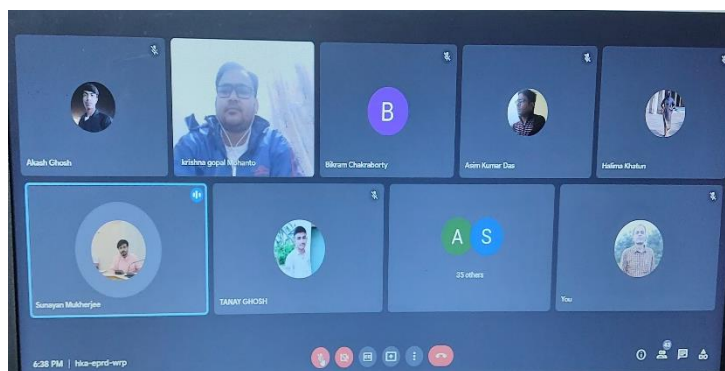 Akash Ghosh
krishna gopal Mohanto
B
Bikram Chakraborty
Asim Kumar Das
Halima Khatun
Sunayan Mukherjee
TANAY GHOSH
A S
35 others
You
6:38 PM | hka-eprd-wrp
43